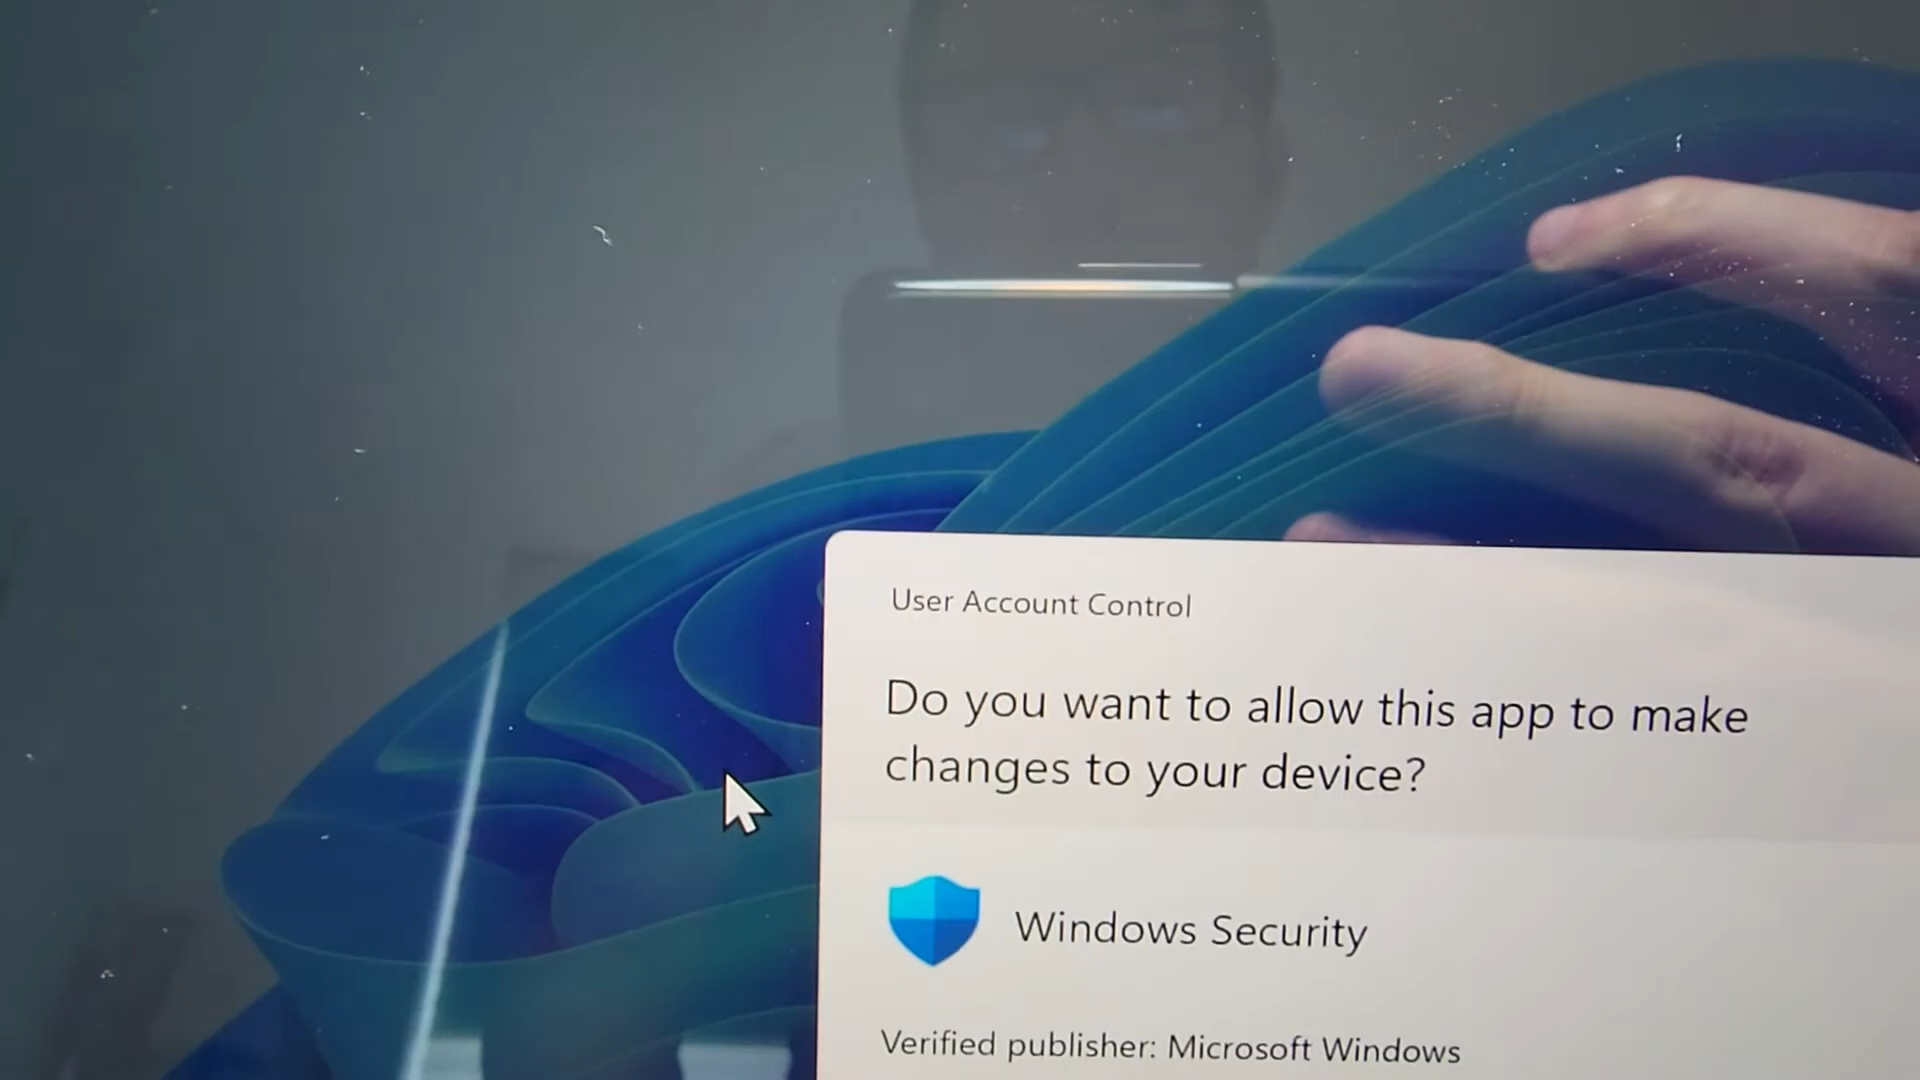 User Account Control
Do you want to allow this app to make
changes to your device?
Windows Security
Verified publisher: Microsoft Windows